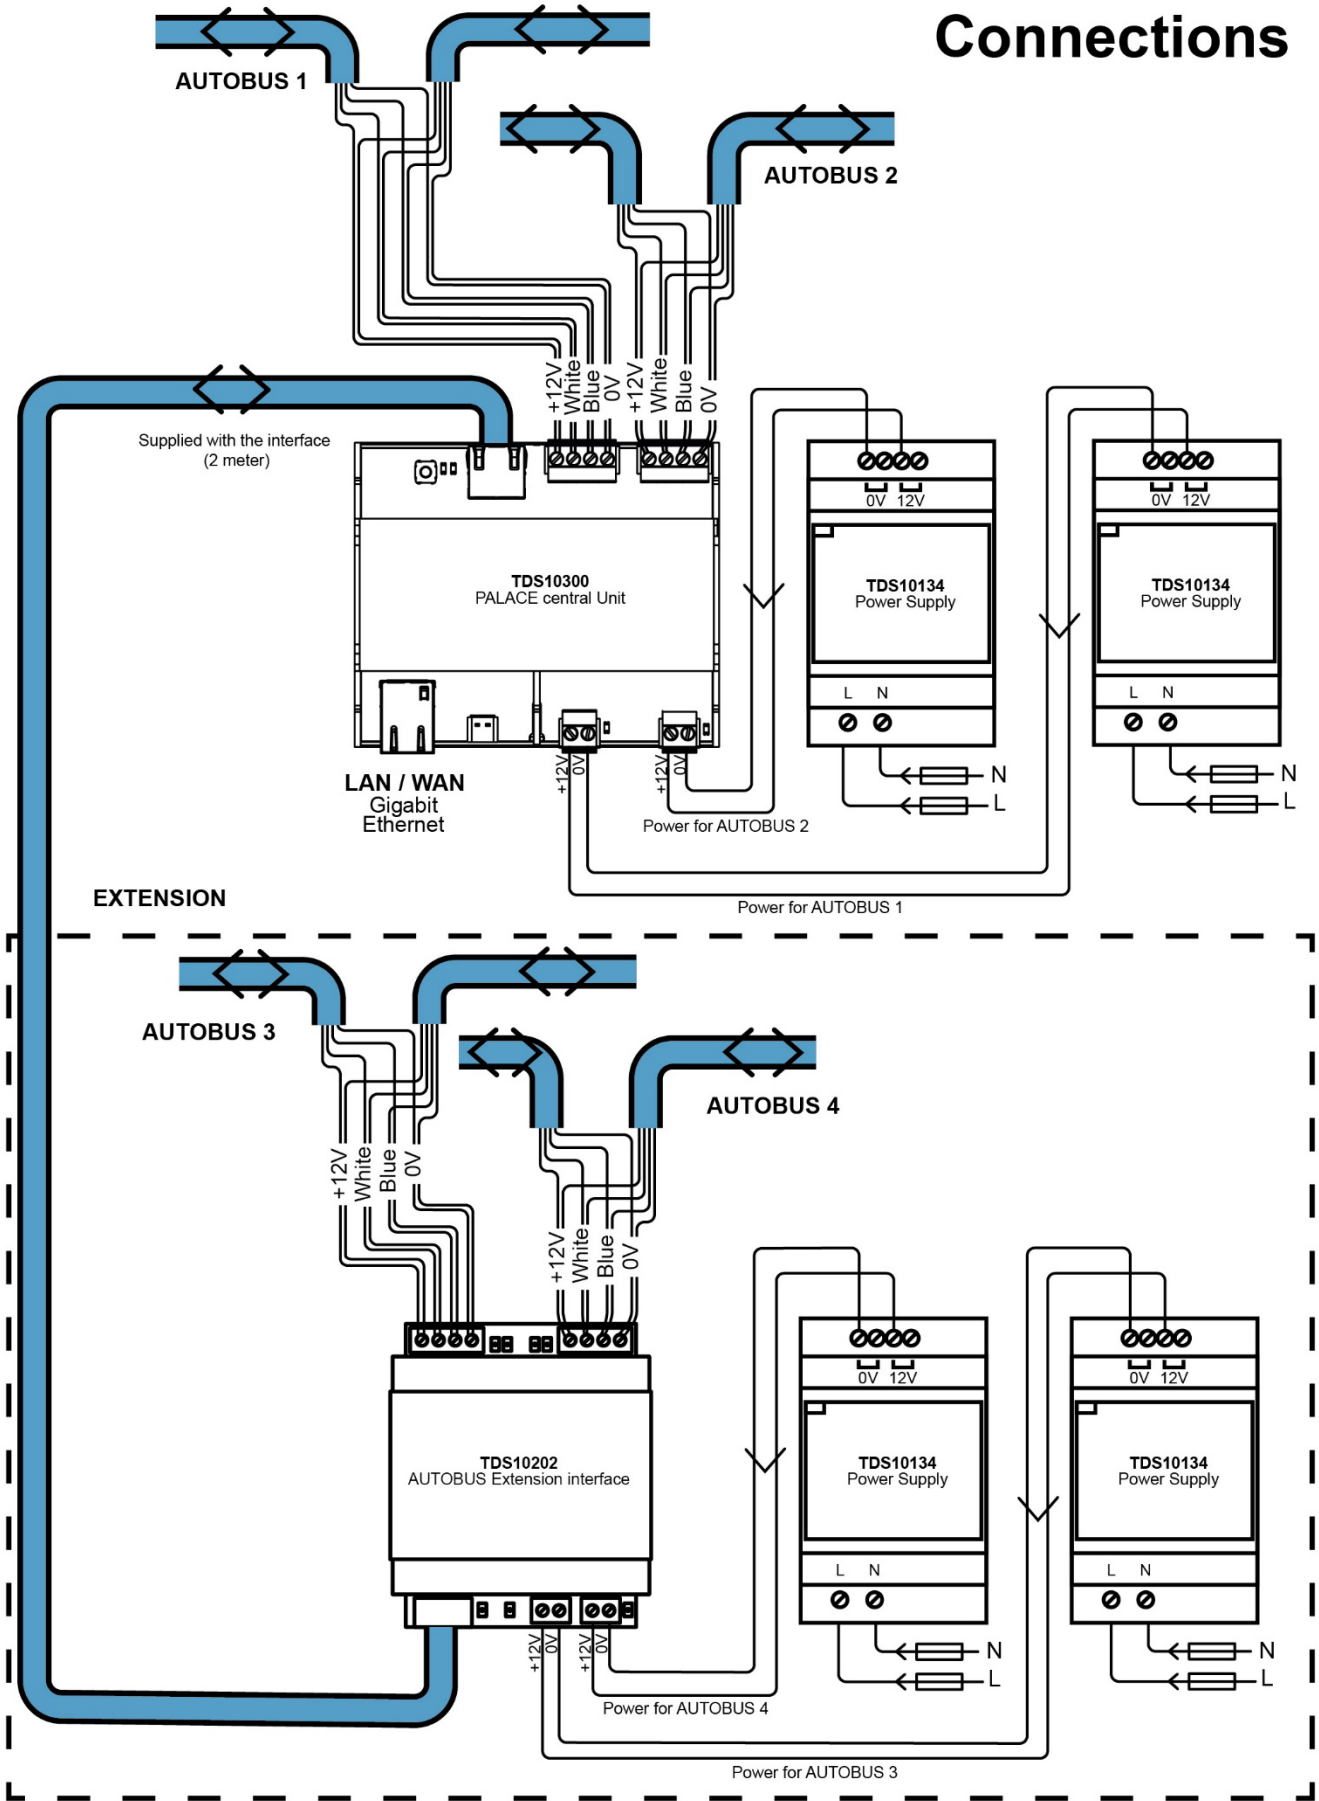 Connections
AUTOBUS 1
AUTOBUS 2
Supplied with the interface
(2 meter)
+12V
White
Blue
0V
+12V
White
Blue
0V
0V 12V
0V 12V
TDS10300
PALACE central Unit
TDS10134
Power Supply
TDS10134
Power Supply
L N
L N
+12V
0V
+12V
0V
N
L
N
L
LAN / WAN
Gigabit
Ethernet
Power for AUTOBUS 2
Power for AUTOBUS 1
EXTENSION
AUTOBUS 3
AUTOBUS 4
+12V
White
Blue
0V
+12V
White
Blue
0V
0V 12V
0V 12V
TDS10202
AUTOBUS Extension interface
TDS10134
Power Supply
TDS10134
Power Supply
L N
L N
+12V
0V
+12V
0V
N
L
N
L
Power for AUTOBUS 4
Power for AUTOBUS 3